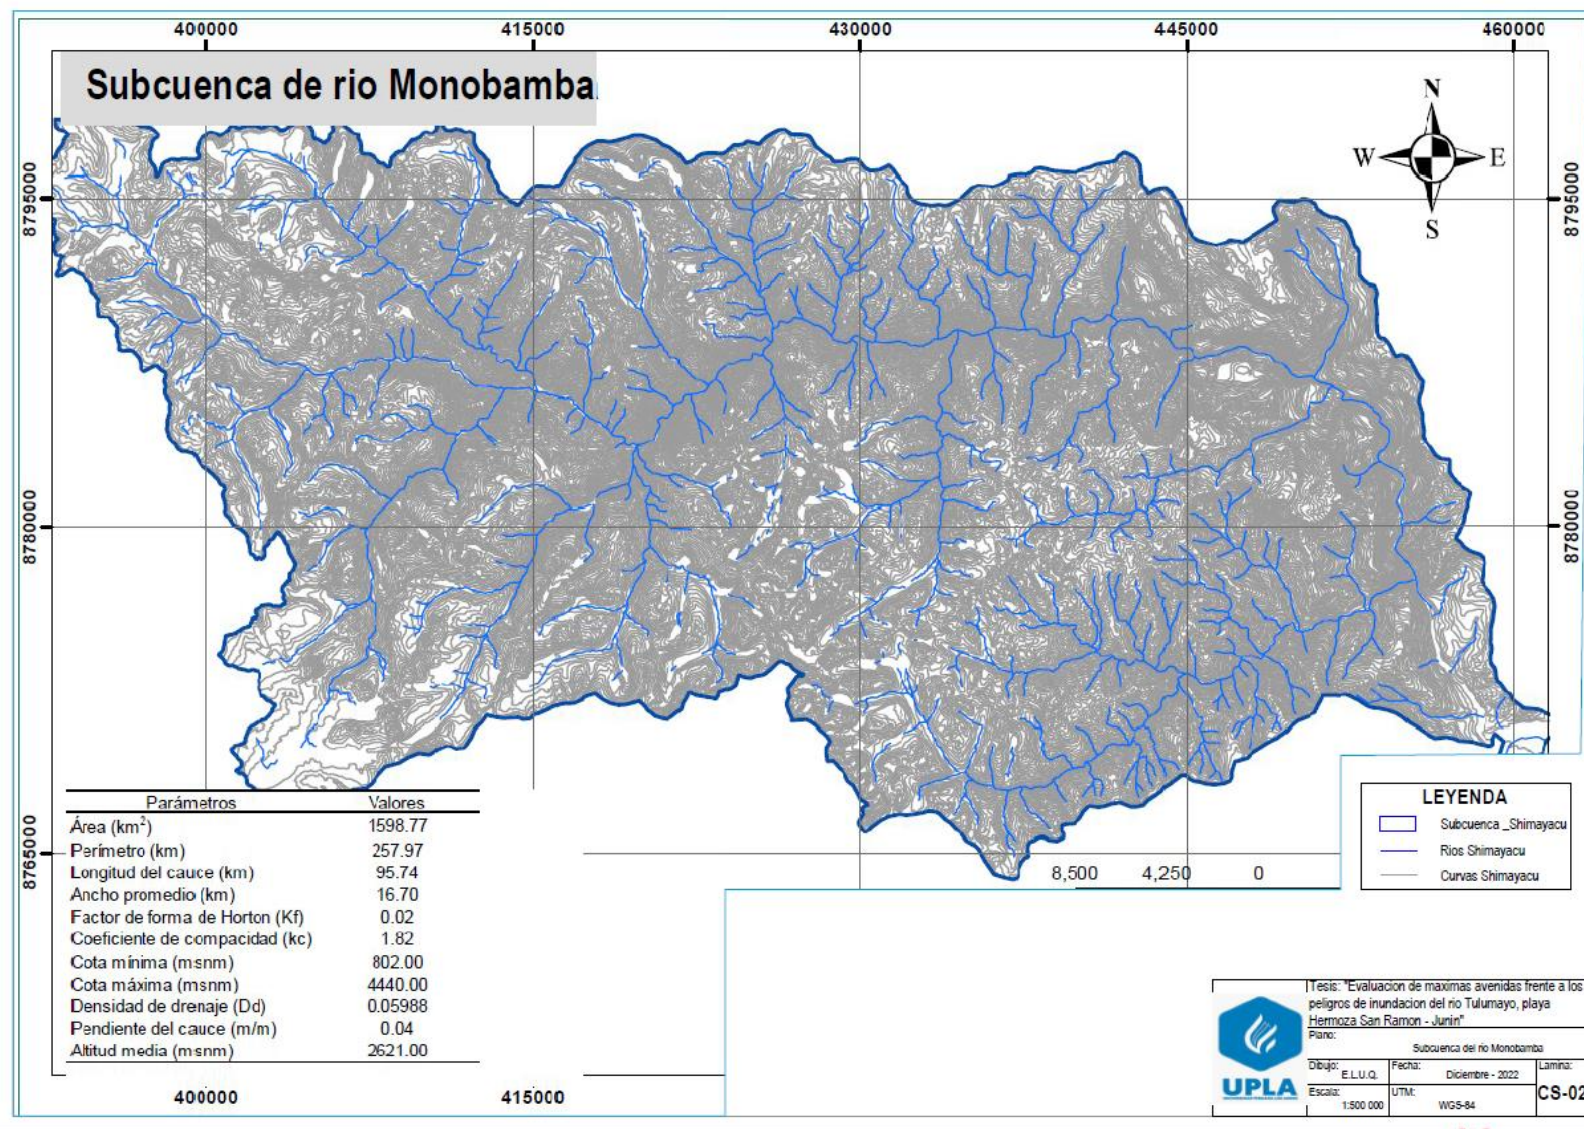 400000 415000 430000 445000 460000
Subcuenca de rio Monobamba
N
W E
S
8795000 8795000
8780000 8780000
8765000
Parámetros Valores
Área (km²) 1598.77
Perímetro (km) 257.97
Longitud del cauce (km) 95.74
Ancho promedio (km) 16.70
Factor de forma de Horton (Kf) 0.02
Coeficiente de compacidad (kc) 1.82
Cota mínima (msnm) 802.00
Cota máxima (msnm) 4440.00
Densidad de drenaje (Dd) 0.05988
Pendiente del cauce (m/m) 0.04
Altitud media (msnm) 2621.00
8,500 4,250 0
LEYENDA
Subcuenca _Shimayacu
Rios Shimayacu
Curvas Shimayacu
400000 415000
UPLA
Tesis: "Evaluacion de maximas avenidas frente a los
peligros de inundacion del rio Tulumayo, playa
Hermoza San Ramon - Junin"
Plano:
Subcuenca del rio Monobamba
Dibujo: E.L.U.Q. Fecha: Diciembre - 2022 Lamina:
Escala: 1:500 000 UTM: WGS-84 CS-02